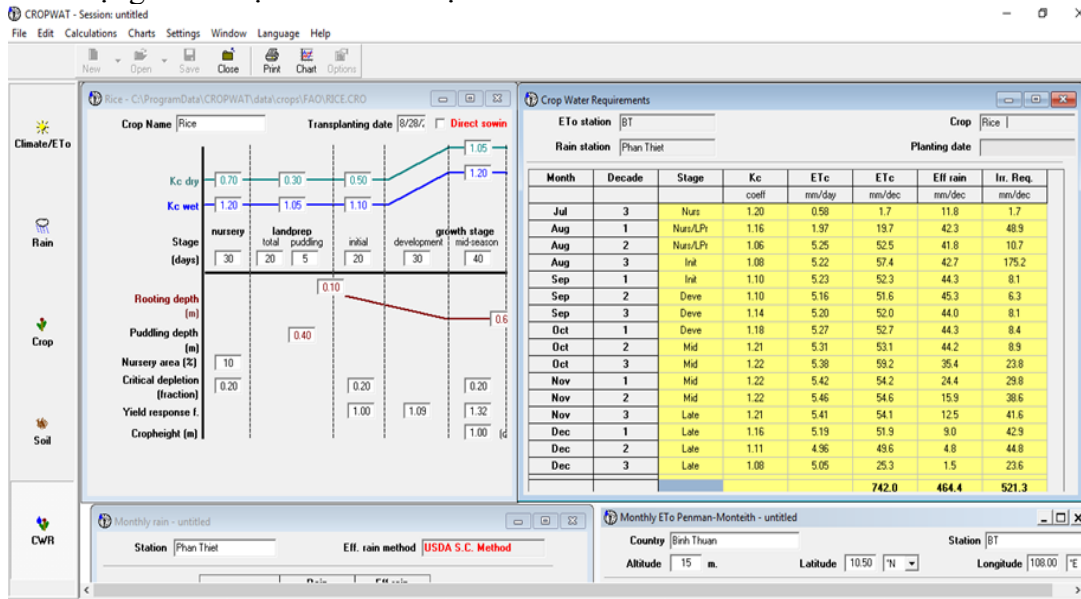 CROPWAT - Session: untitled
File Edit Calculations Charts Settings Window Language Help
New Open Save Close Print Chart Options
Climate/ETo
Rain
Crop
Soil
CWR
Rice - C:\ProgramData\CROPWAT\data\crops\FAO\RICE.CRO
Crop Name Rice Transplanting date 8/28/ Direct sowin
1.05
Kc dry 0.70 0.30 0.50
1.20
Kc wet 1.20 1.05 1.10
nursery landprep growth stage
Stage total puddling initial development mid-season
(days) 30 20 5 20 30 40
0.10
Rooting depth
(m) 0.6
Puddling depth 0.40
(m)
Nursery area (%) 10
Critical depletion 0.20 0.20 0.20
(fraction)
Yield response f. 1.00 1.09 1.32
Cropheight (m) 1.00
Crop Water Requirements
ETo station BT Crop Rice
Rain station Phan Thiet Planting date
Month Decade Stage Kc ETc ETc Eff rain Irr. Req.
coeff mm/day mm/dec mm/dec mm/dec
Jul 3 Nurs 1.20 0.58 1.7 11.8 1.7
Aug 1 Nurs/LPr 1.16 1.97 19.7 42.3 48.9
Aug 2 Nurs/LPr 1.06 5.25 52.5 41.8 10.7
Aug 3 Init 1.08 5.22 57.4 42.7 175.2
Sep 1 Init 1.10 5.23 52.3 44.3 8.1
Sep 2 Deve 1.10 5.16 51.6 45.3 6.3
Sep 3 Deve 1.14 5.20 52.0 44.0 8.1
Oct 1 Deve 1.18 5.27 52.7 44.3 8.4
Oct 2 Mid 1.21 5.31 53.1 44.2 8.9
Oct 3 Mid 1.22 5.38 59.2 35.4 23.8
Nov 1 Mid 1.22 5.42 54.2 24.4 29.8
Nov 2 Mid 1.22 5.46 54.6 15.9 38.6
Nov 3 Late 1.21 5.41 54.1 12.5 41.6
Dec 1 Late 1.16 5.19 51.9 9.0 42.9
Dec 2 Late 1.11 4.96 49.6 4.8 44.8
Dec 3 Late 1.08 5.05 25.3 1.5 23.6
742.0 464.4 521.3
Monthly rain - untitled
Station Phan Thiet Eff. rain method USDA S.C. Method
Rain Eff rain
Monthly ETo Penman-Monteith - untitled
Country Binh Thuan Station BT
Altitude 15 m. Latitude 10.50 °N Longitude 108.00 °E